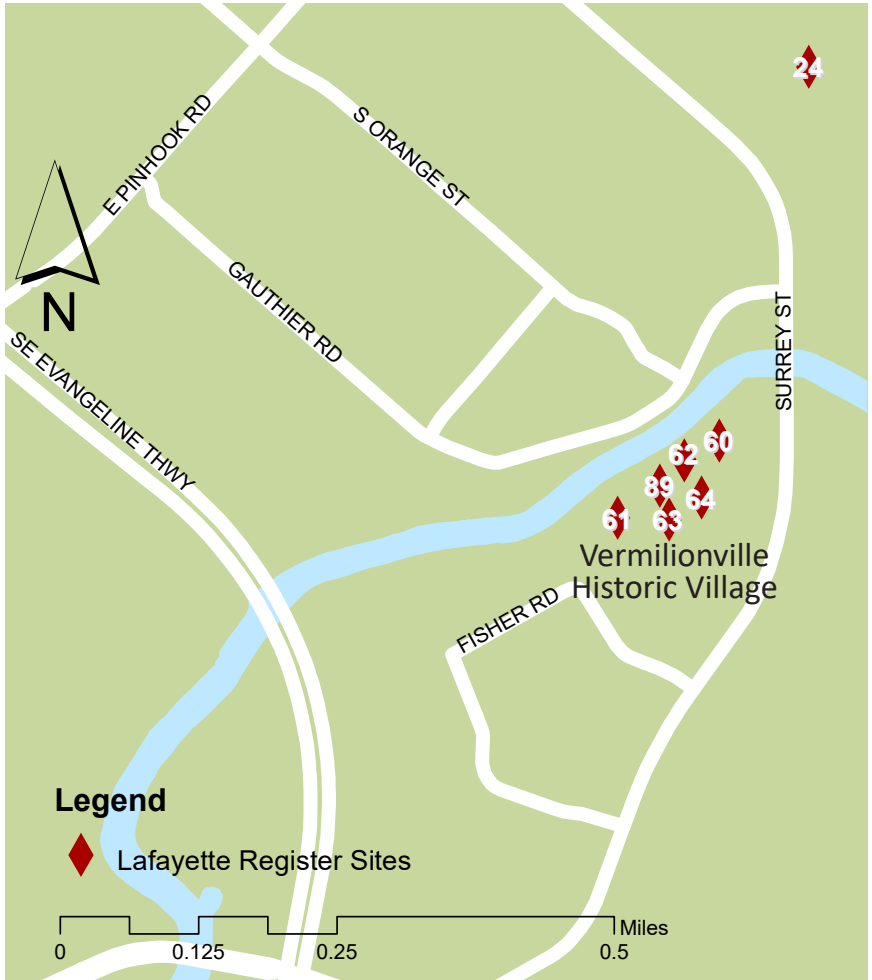 24
E PINHOOK RD
S ORANGE ST
N
GAUTHIER RD
SURREY ST
SE EVANGELINE THWY
60
62
89
64
61
63
Vermilionville
Historic Village
FISHER RD
Legend
Lafayette Register Sites
Miles
0
0.125
0.25
0.5